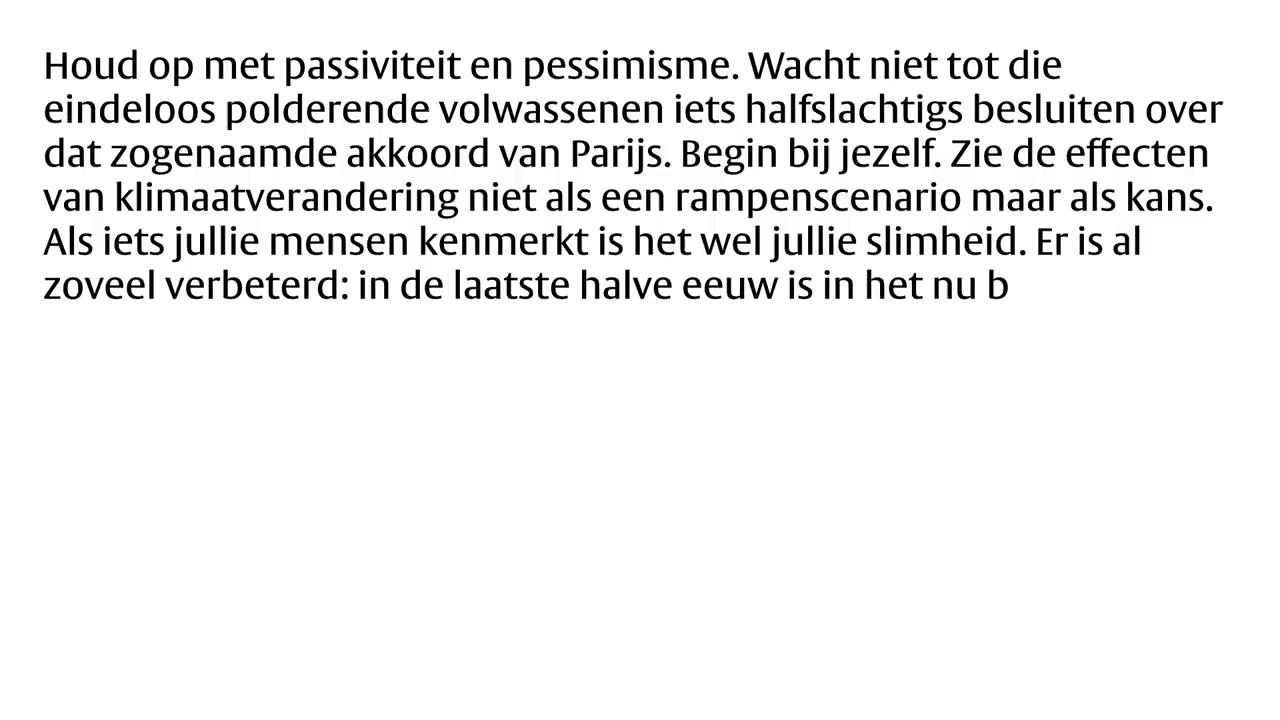 Houd op met passiviteit en pessimisme. Wacht niet tot die
eindeloos polderende volwassenen iets halfslachtigs besluiten over
dat zogenaamde akkoord van Parijs. Begin bij jezelf. Zie de effecten
van klimaatverandering niet als een rampenscenario maar als kans.
Als iets jullie mensen kenmerkt is het wel jullie slimheid. Er is al
zoveel verbeterd: in de laatste halve eeuw is in het nu b